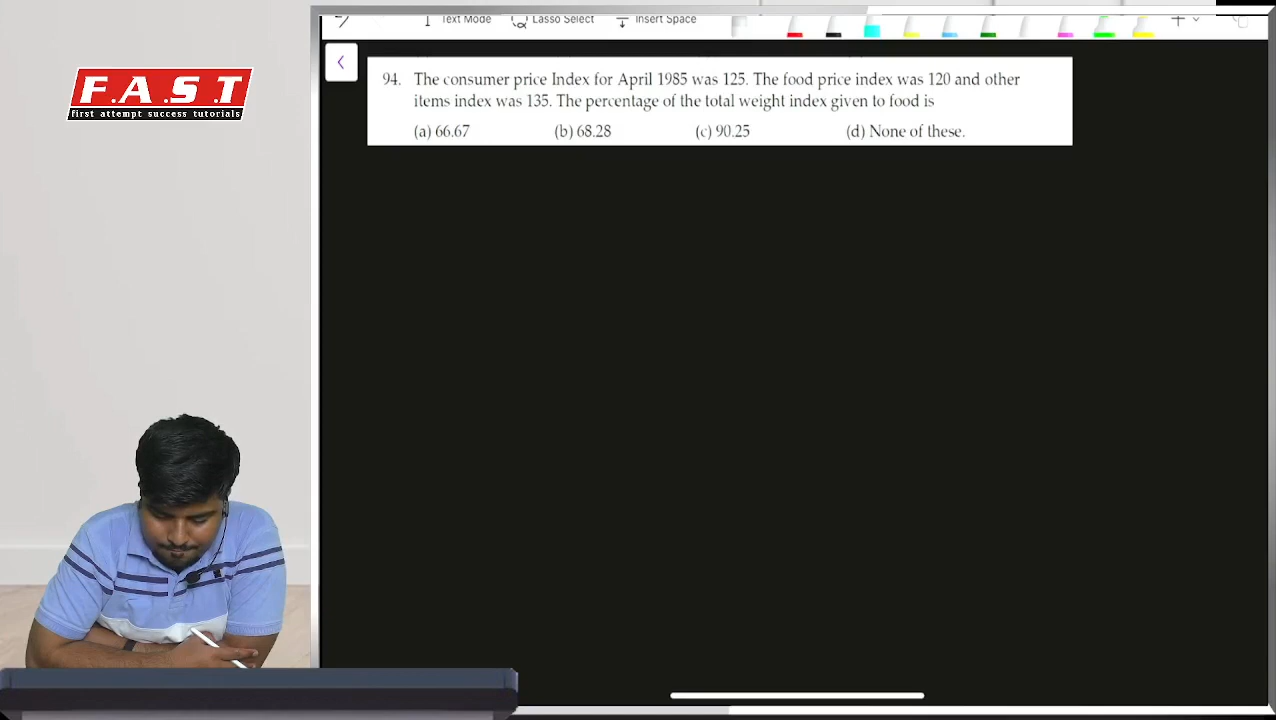 Text Mode Lasso Select Insert Space
F.A.S.T
first attempt success tutorials
94. The consumer price Index for April 1985 was 125. The food price index was 120 and other
items index was 135. The percentage of the total weight index given to food is
(a) 66.67 (b) 68.28 (c) 90.25 (d) None of these.